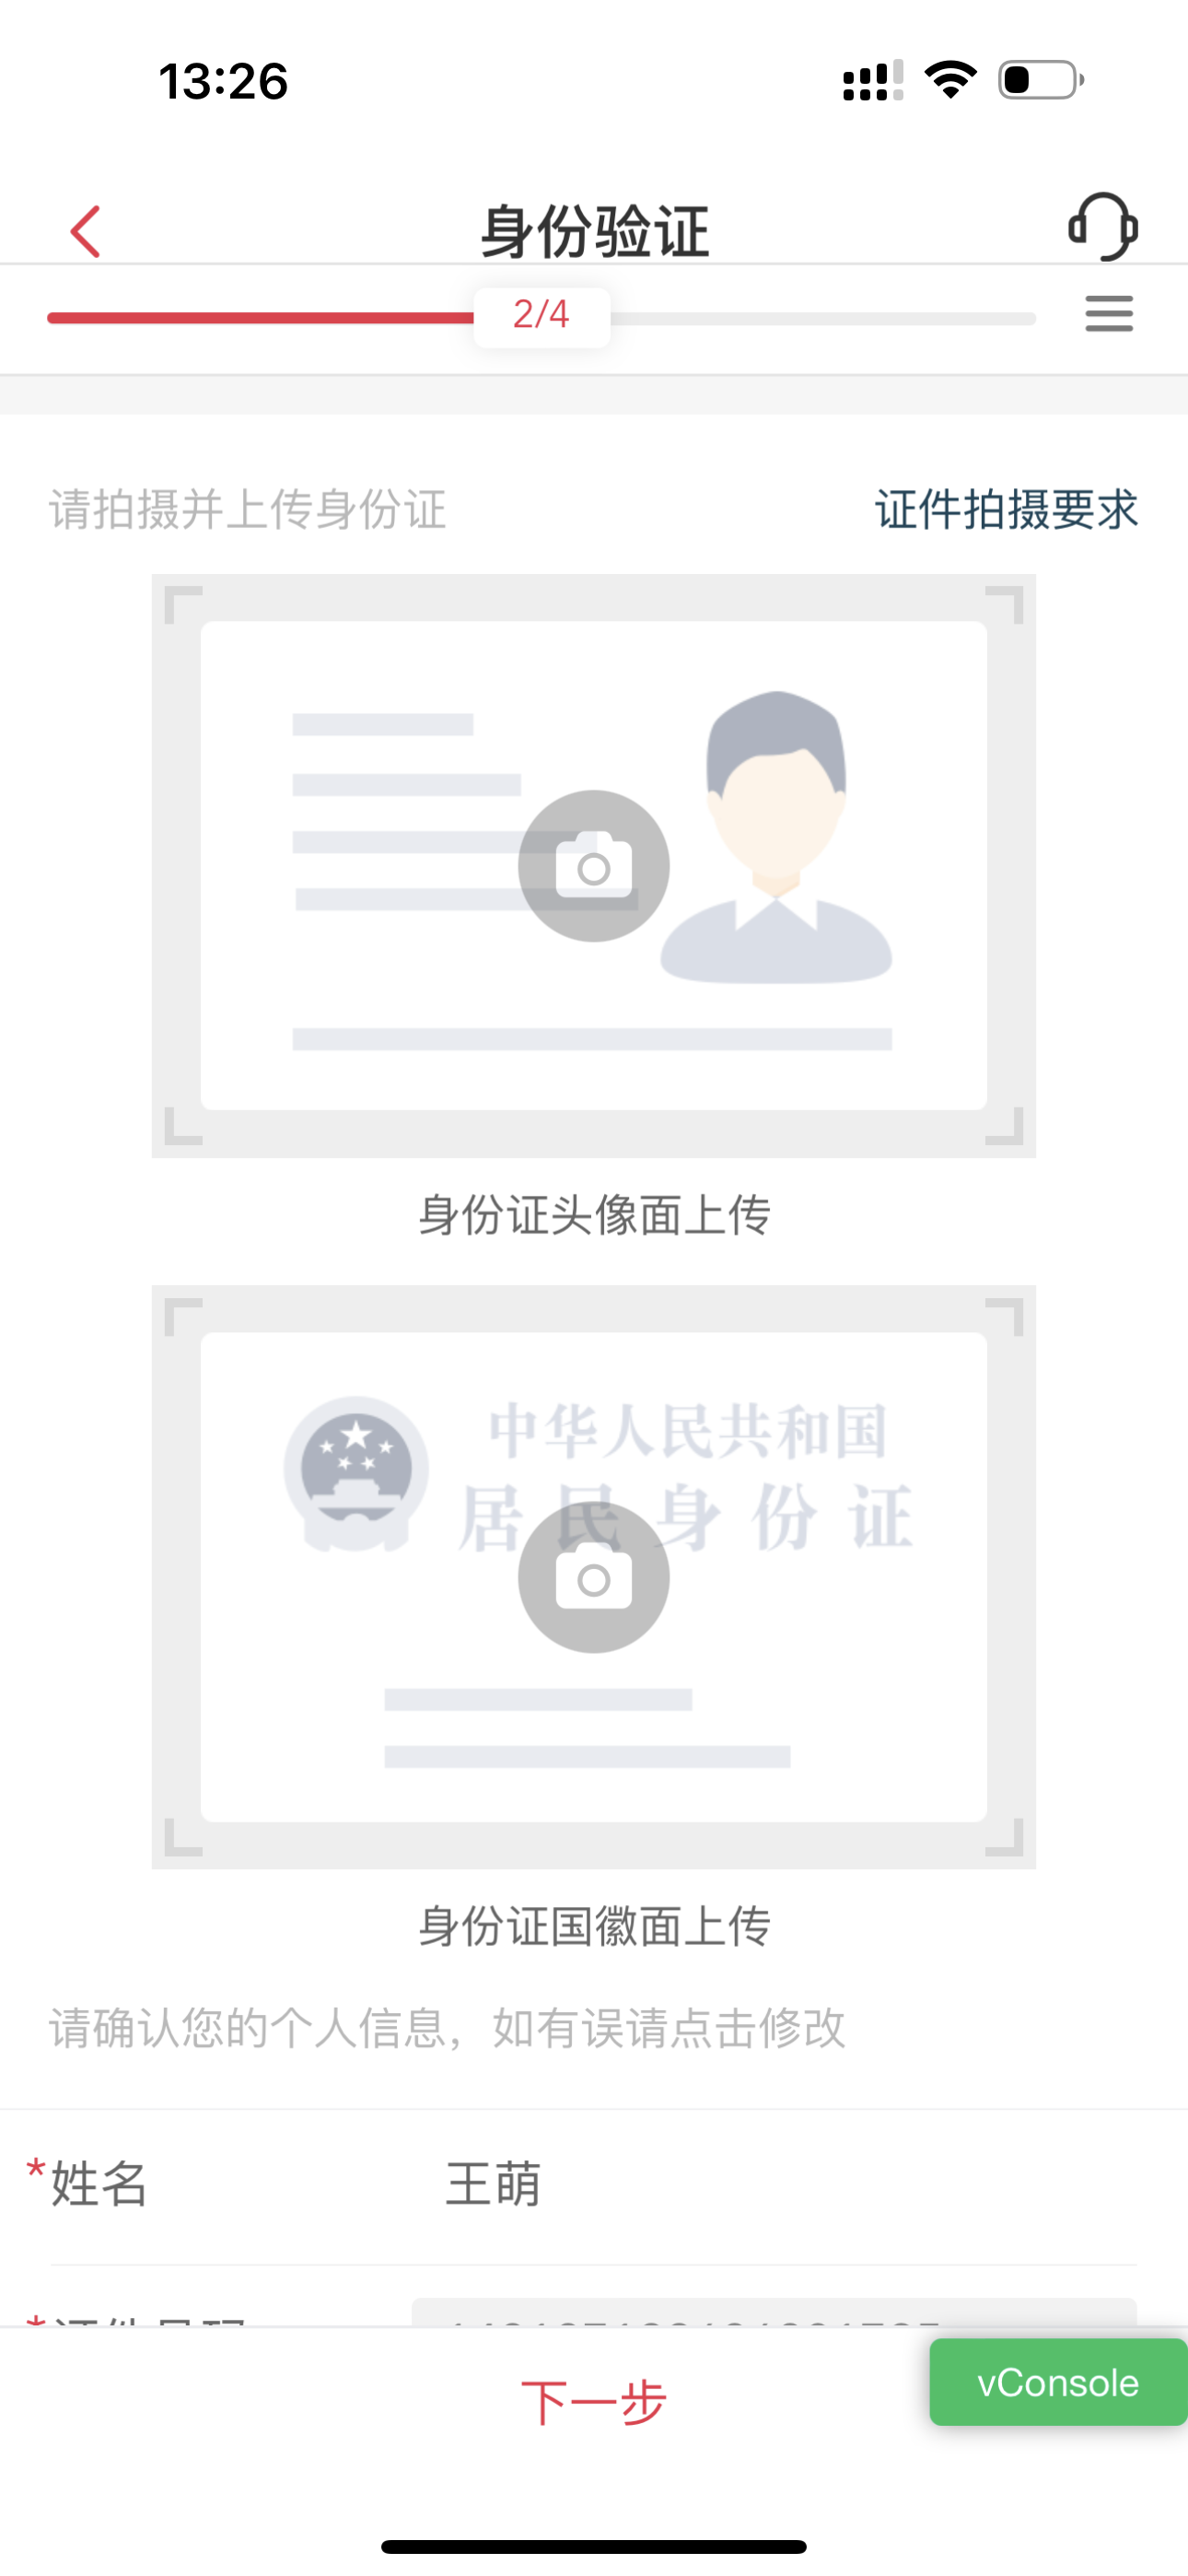 13:26
身份验证
2/4
请拍摄并上传身份证 证件拍摄要求
身份证头像面上传
中华人民共和国
居民身份证
身份证国徽面上传
请确认您的个人信息，如有误请点击修改
*姓名 王萌
下一步
vConsole